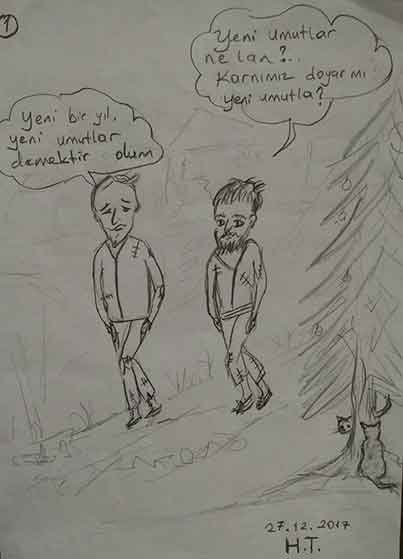 1
Yeni bir yıl,
yeni umutlar
demektir olum
Yeni umutlar
ne lan?..
Karnımız doyar mı
yeni umutla?
27.12.2017
H.T.